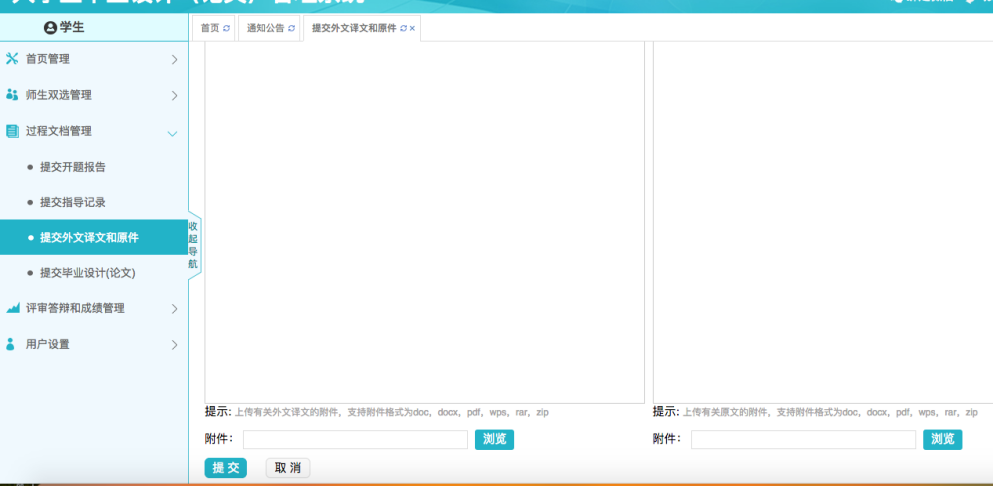 学生
首页
通知公告
提交外文译文和原件
首页管理
师生双选管理
过程文档管理
提交开题报告
提交指导记录
提交外文译文和原件
提交毕业设计(论文)
评审答辩和成绩管理
用户设置
收起导航
提示: 上传有关外文译文的附件, 支持附件格式为doc, docx, pdf, wps, rar, zip
提示: 上传有关原文的附件, 支持附件格式为doc, docx, pdf, wps, rar, zip
附件: 浏览
附件: 浏览
提 交
取 消